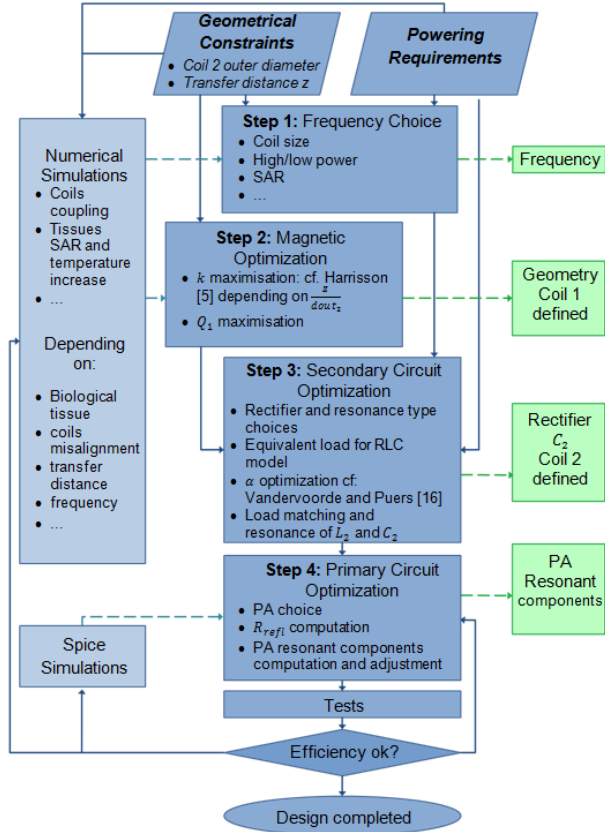 Geometrical
Constraints
• Coil 2 outer diameter
• Transfer distance z
Powering
Requirements
Step 1: Frequency Choice
• Coil size
• High/low power
• SAR
• ...
Frequency
Numerical
Simulations
• Coils
coupling
• Tissues
SAR and
temperature
increase
• ...
Depending
on:
• Biological
tissue
• coils
misalignment
• transfer
distance
• frequency
• ...
Step 2: Magnetic
Optimization
• k maximisation: cf. Harrisson
[5] depending on z/dout₂
• Q₁ maximisation
Geometry
Coil 1
defined
Step 3: Secondary Circuit
Optimization
• Rectifier and resonance type
choices
• Equivalent load for RLC
model
• α optimization cf:
Vandervoorde and Puers [16]
• Load matching and
resonance of L₂ and C₂
Rectifier
C₂
Coil 2
defined
Step 4: Primary Circuit
Optimization
• PA choice
• R_refl computation
• PA resonant components
computation and adjustment
PA
Resonant
components
Spice
Simulations
Tests
Efficiency ok?
Design completed